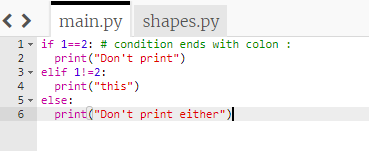 main.py shapes.py
1 if 1==2: # condition ends with colon :
2 print("Don't print")
3 elif 1!=2:
4 print("this")
5 else:
6 print("Don't print either")